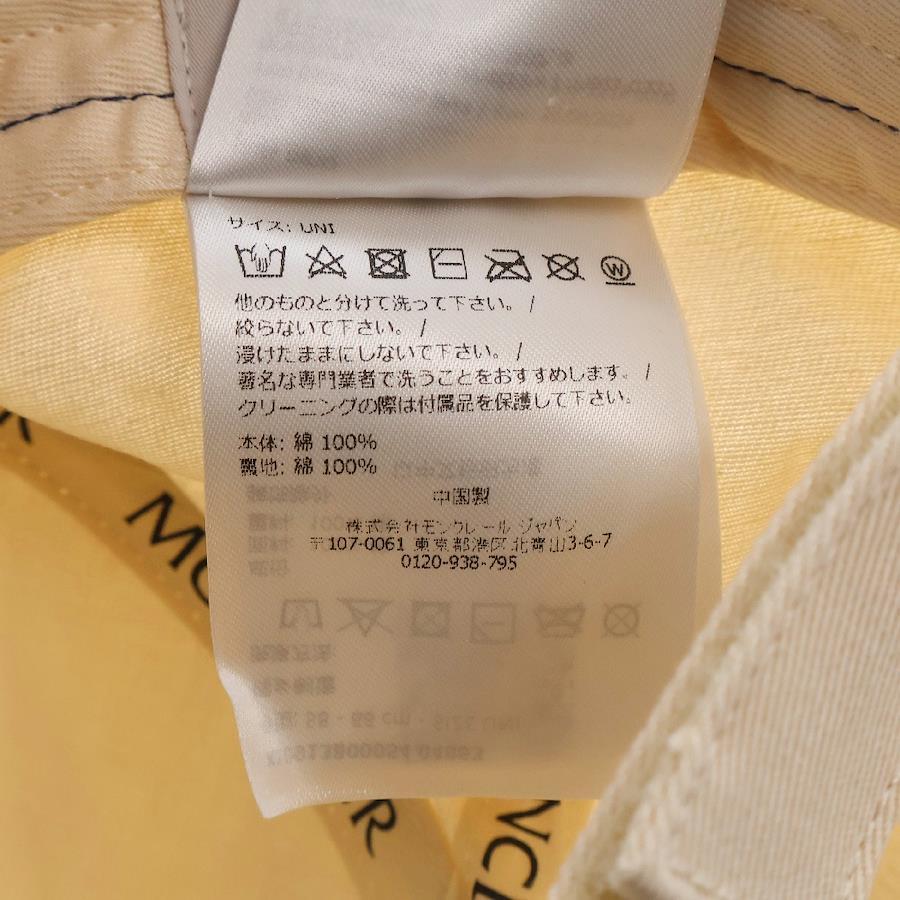 サイズ: UNI
W
他のものと分けて洗って下さい。/
絞らないで下さい。/
浸けたままにしないで下さい。/
著名な専門業者で洗うことをおすすめします。/
クリーニングの際は付属品を保護して下さい。
本体: 綿 100%
裏地: 綿 100%
中国製
株式会社モンクレール ジャパン
〒107-0061 東京都港区北青山3-6-7
0120-938-795
MO
ER
NCL